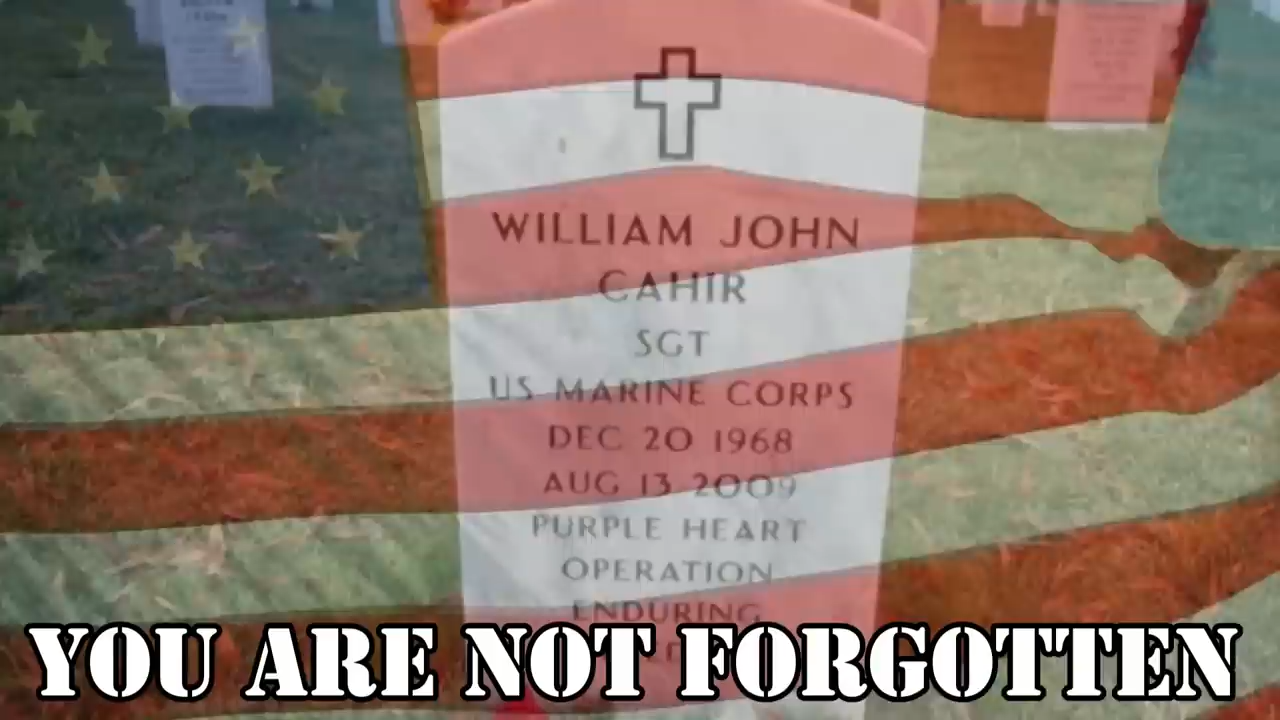 WILLIAM JOHN
CAHIR
SGT
US MARINE CORPS
DEC 20 1968
AUG 13 2009
PURPLE HEART
OPERATION
ENDURING
YOU ARE NOT FORGOTTEN